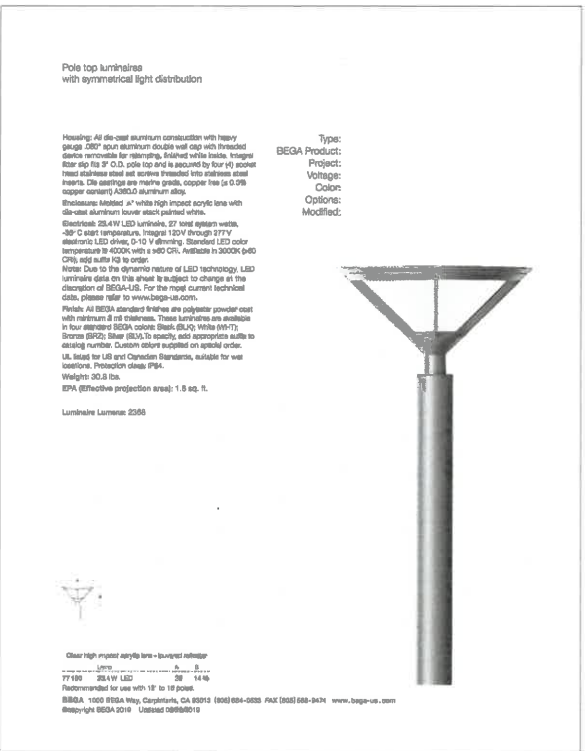 Pole top luminaires
with symmetrical light distribution
Housing: All die-cast aluminum construction with heavy
gauge .080" spun aluminum double wall cap with threaded
device removable for relamping, finished white inside. Integral
fitter slip fits 3" O.D. pole top and is secured by four (4) socket
head stainless steel set screws threaded into stainless steel
inserts. Die castings are marine grade, copper free (≤ 0.3%
copper content) A360.0 aluminum alloy.
Enclosure: Molded white high impact acrylic lens with
die-cast aluminum louver stack painted white.
Electrical: 23.4W LED luminaire, 27 total system watts,
-35° C start temperature. Integral 120V through 277V
electronic LED driver, 0-10 V dimming. Standard LED color
temperature is 4000K with a >80 CRI. Available in 3000K (>80
CRI), add suffix K3 to order.
Note: Due to the dynamic nature of LED technology, LED
luminaire data on this sheet is subject to change at the
discretion of BEGA-US. For the most current technical
data, please refer to www.bega-us.com.
Finish: All BEGA standard finishes are polyester powder coat
with minimum 3 mil thickness. These luminaires are available
in four standard BEGA colors: Black (BLK); White (WHT);
Bronze (BRZ); Silver (SLV). To specify, add appropriate suffix to
catalog number. Custom colors supplied on special order.
UL listed for US and Canadian Standards, suitable for wet
locations. Protection class: IP64.
Weight: 30.8 lbs.
EPA (Effective projection area): 1.5 sq. ft.
Luminaire Lumens: 2368
Type:
BEGA Product:
Project:
Voltage:
Color:
Options:
Modified:
Clear high impact acrylic lens - louvered reflector
Lamp A B
77 190 23.4W LED
Recommended for use with 12' to 16' poles.
BEGA 1000 BEGA Way, Carpinteria, CA 93013 (805) 684-0533 FAX (805) 566-9474 www.bega-us.com
©copyright BEGA 2019 Updated